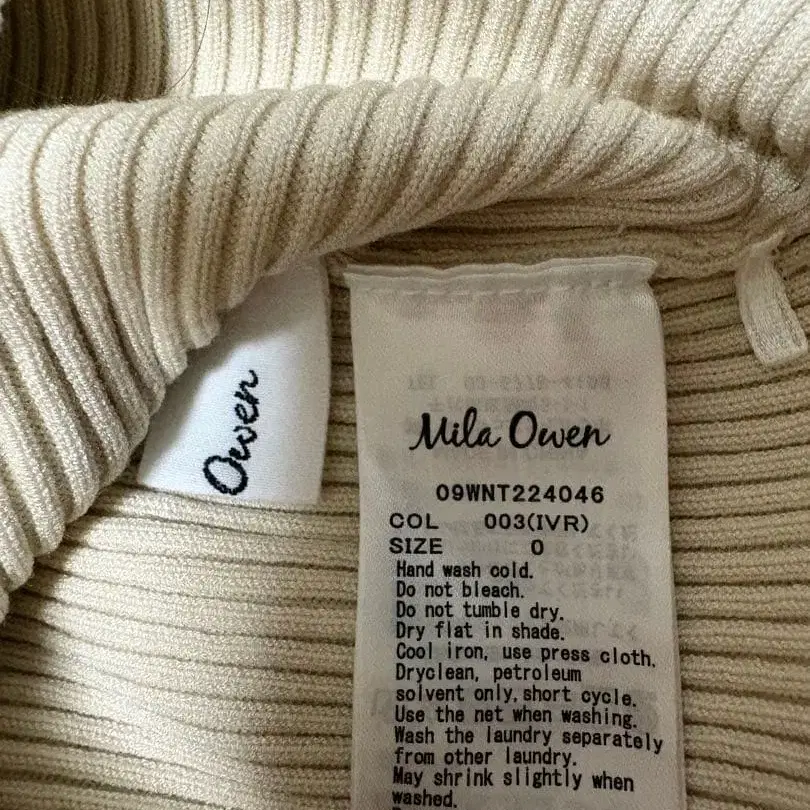 Owen
Mila Owen
09WNT224046
COL 003(IVR)
SIZE 0
Hand wash cold.
Do not bleach.
Do not tumble dry.
Dry flat in shade.
Cool iron, use press cloth.
Dryclean, petroleum
solvent only, short cycle.
Use the net when washing.
Wash the laundry separately
from other laundry.
May shrink slightly when
washed.